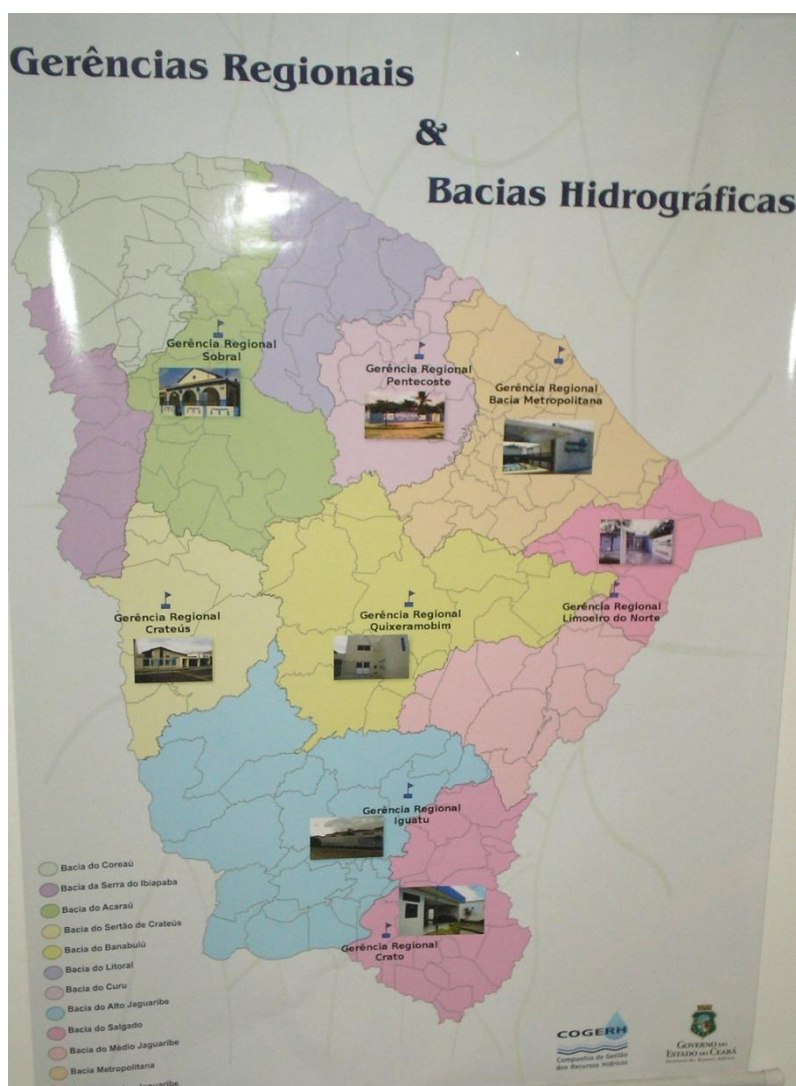 Gerências Regionais
&
Bacias Hidrográficas
Gerência Regional
Sobral
Gerência Regional
Pentecoste
Gerência Regional
Bacia Metropolitana
Gerência Regional
Crateús
Gerência Regional
Quixeramobim
Gerência Regional
Limoeiro do Norte
Gerência Regional
Iguatu
Gerência Regional
Crato
Bacia do Coreaú
Bacia da Serra do Ibiapaba
Bacia do Acaraú
Bacia do Sertão de Crateús
Bacia do Banabuiú
Bacia do Litoral
Bacia do Curu
Bacia do Alto Jaguaribe
Bacia do Salgado
Bacia do Médio Jaguaribe
Bacia Metropolitana
Jaguaribe
COGERH
Companhia de Gestão
dos Recursos Hídricos
GOVERNO DO
ESTADO DO CEARÁ